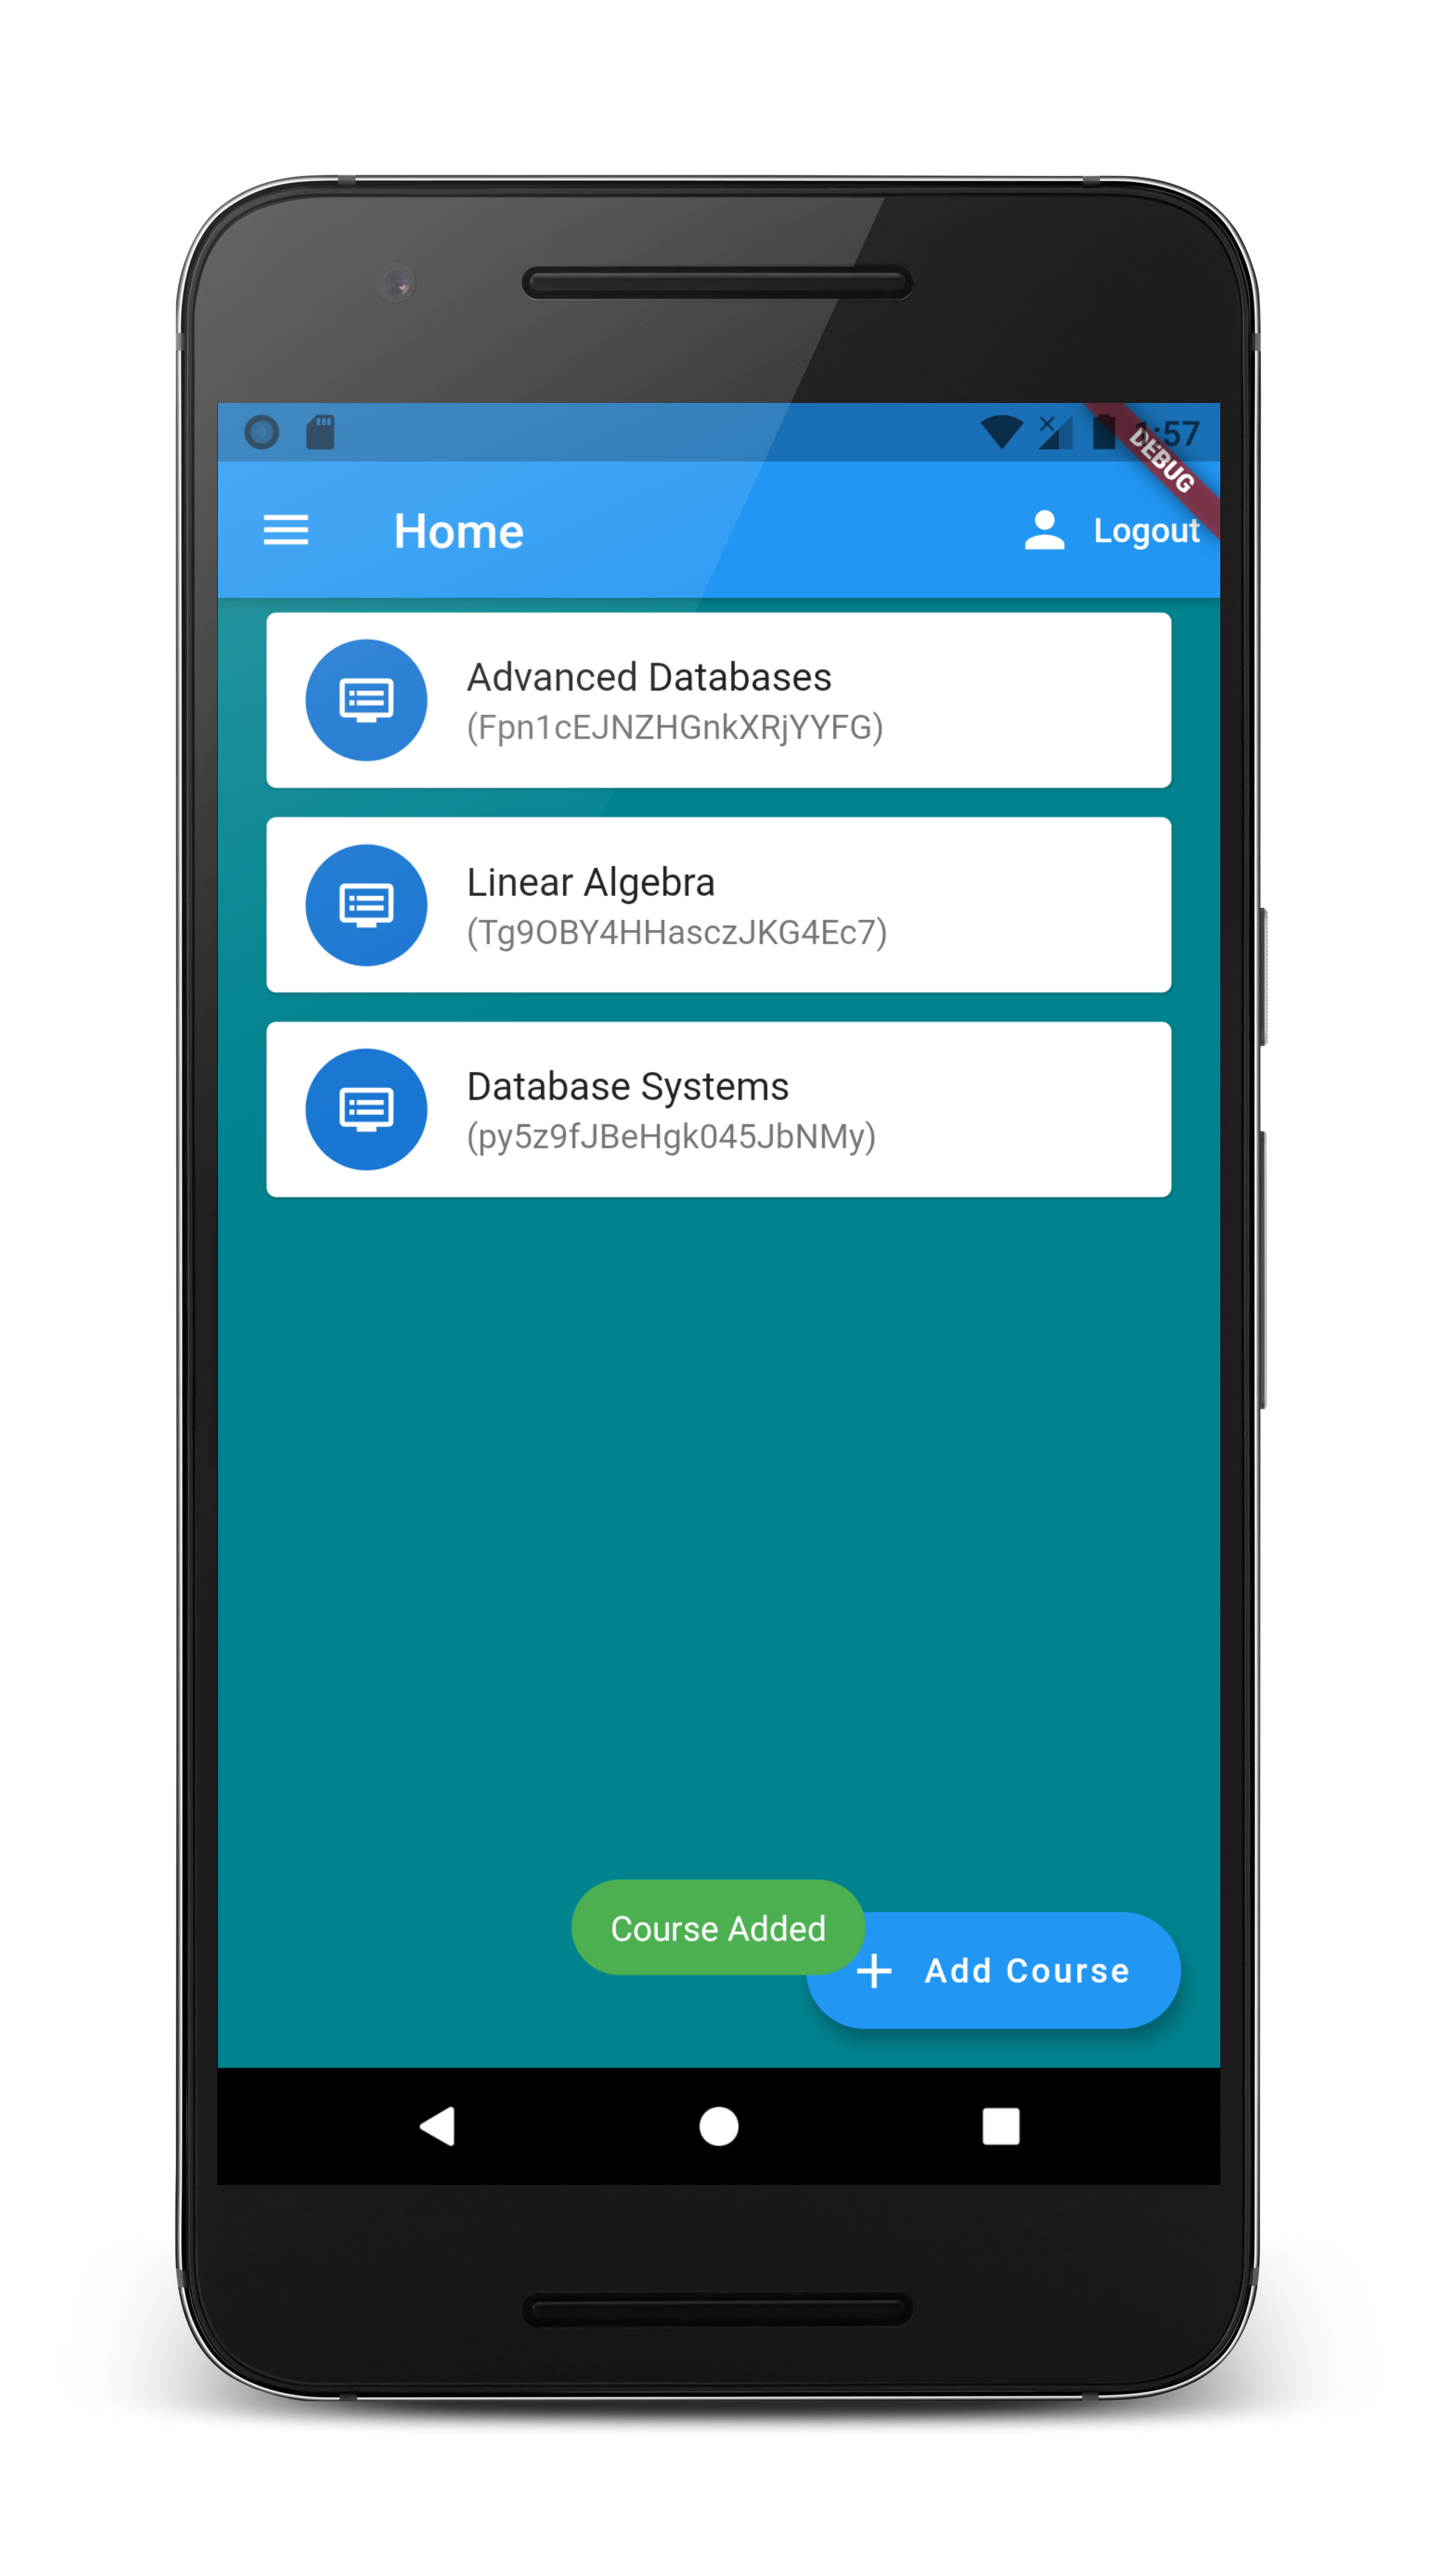 1:57
DEBUG
Home
Logout
Advanced Databases
(Fpn1cEJNZHGnkXRjYYFG)
Linear Algebra
(Tg9OBY4HHasczJKG4Ec7)
Database Systems
(py5z9fJBeHgk045JbNMy)
Course Added
Add Course